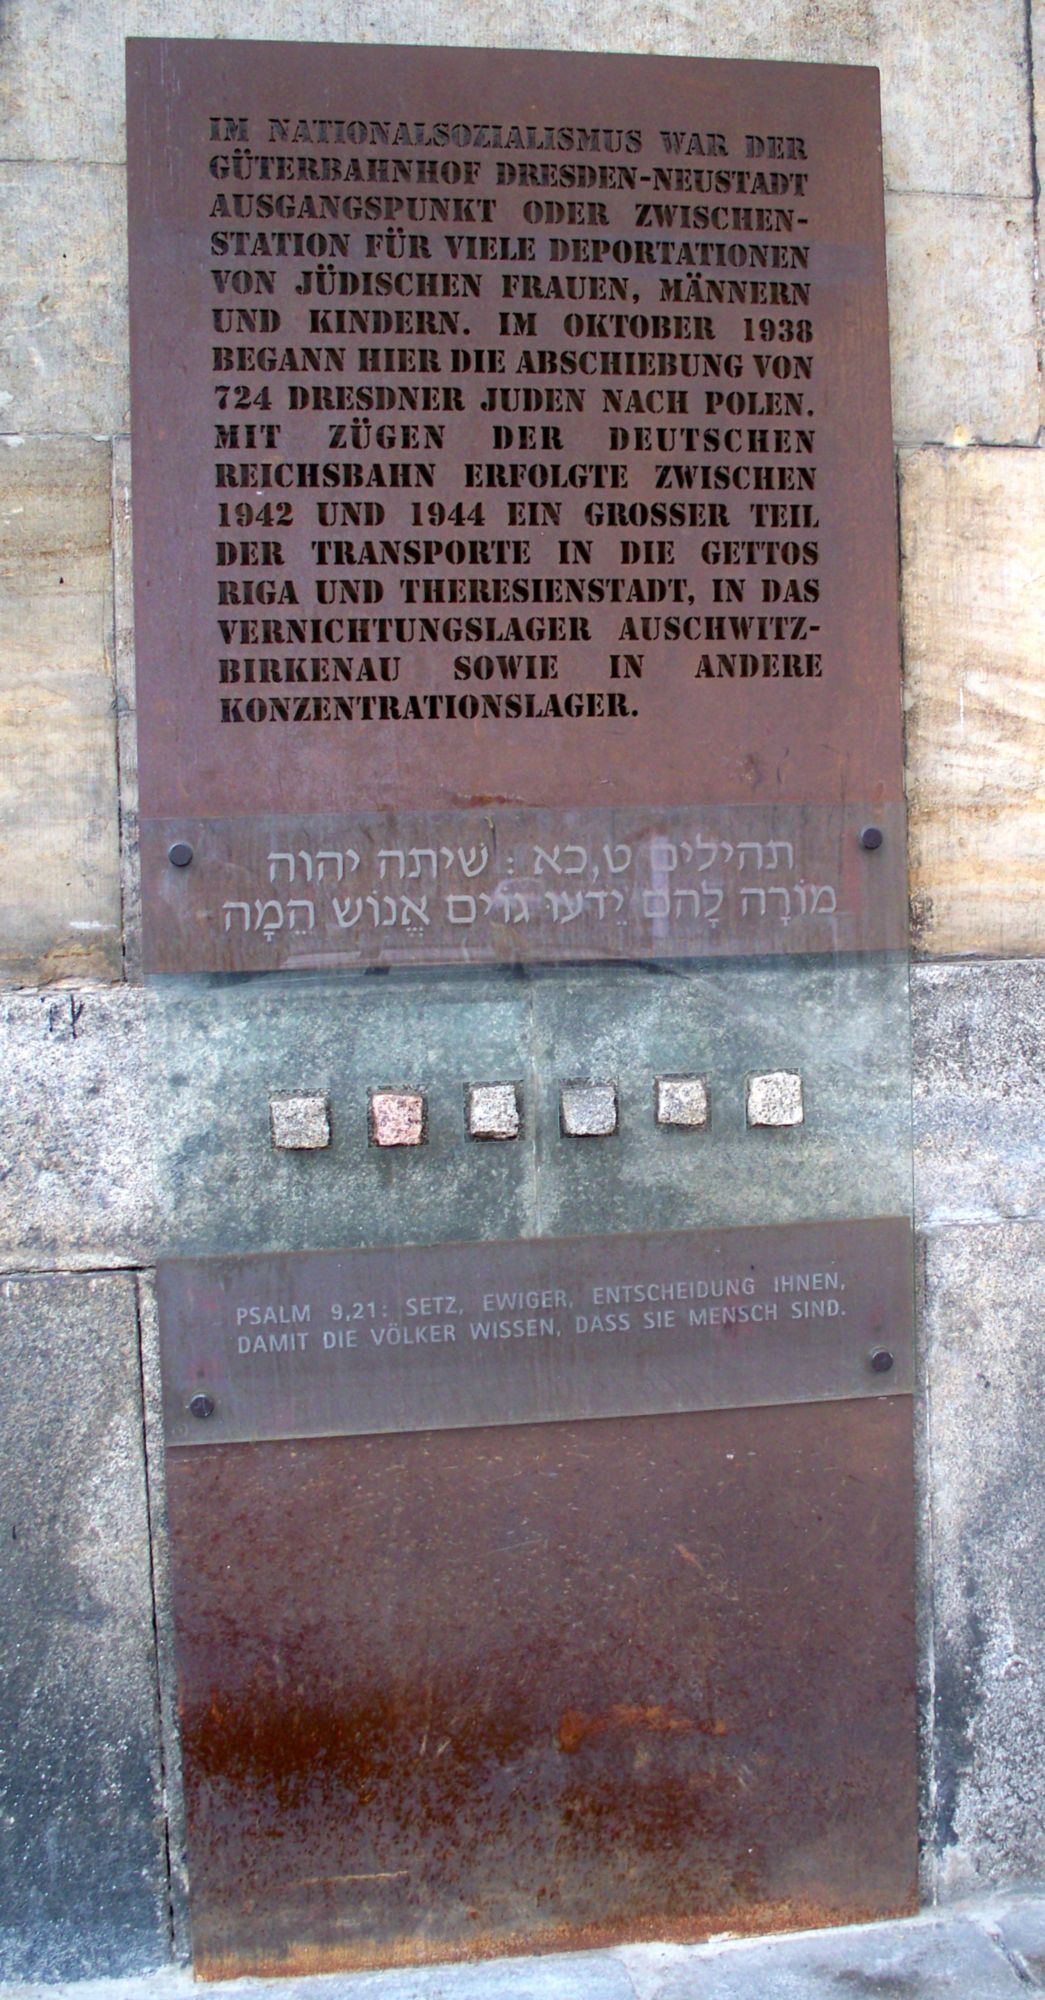 IM NATIONALSOZIALISMUS WAR DER
GÜTERBAHNHOF DRESDEN-NEUSTADT
AUSGANGSPUNKT ODER ZWISCHEN-
STATION FÜR VIELE DEPORTATIONEN
VON JÜDISCHEN FRAUEN, MÄNNERN
UND KINDERN. IM OKTOBER 1938
BEGANN HIER DIE ABSCHIEBUNG VON
724 DRESDNER JUDEN NACH POLEN.
MIT ZÜGEN DER DEUTSCHEN
REICHSBAHN ERFOLGTE ZWISCHEN
1942 UND 1944 EIN GROSSER TEIL
DER TRANSPORTE IN DIE GETTOS
RIGA UND THERESIENSTADT, IN DAS
VERNICHTUNGSLAGER AUSCHWITZ-
BIRKENAU SOWIE IN ANDERE
KONZENTRATIONSLAGER.
תהילים ט,כא: שיתה יהוה
מוֹרָה לָהם יֵדעו גוֹיִם אֱנוֹש הֵמָה
PSALM 9,21: SETZ, EWIGER, ENTSCHEIDUNG IHNEN,
DAMIT DIE VÖLKER WISSEN, DASS SIE MENSCH SIND.